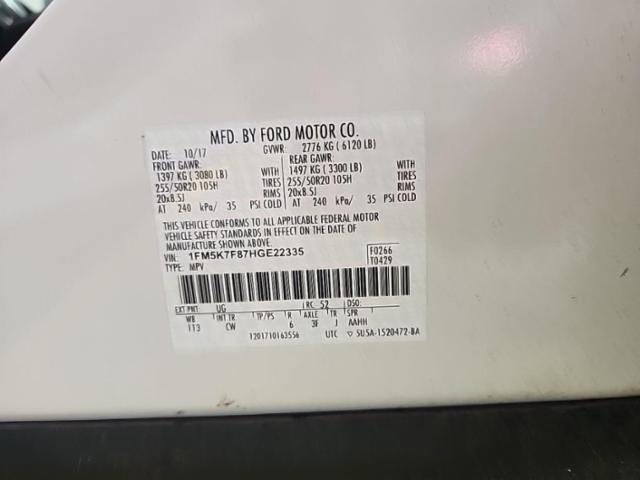 MFD. BY FORD MOTOR CO.
DATE: 10/17 GVWR: 2776 KG ( 6120 LB)
FRONT GAWR: REAR GAWR:
1397 KG ( 3080 LB) WITH 1497 KG ( 3300 LB) WITH
255/50R20 105H TIRES 255/50R20 105H TIRES
20x8.5J RIMS 20x8.5J RIMS
AT 240 kPa/ 35 PSI COLD AT 240 kPa/ 35 PSI COLD
THIS VEHICLE CONFORMS TO ALL APPLICABLE FEDERAL MOTOR
VEHICLE SAFETY STANDARDS IN EFFECT ON THE DATE OF
MANUFACTURE SHOWN ABOVE.
VIN: 1FM5K7F87HGE22335 F0266
TYPE: MPV T0429
EXT PNT: UG RC: 52 DSO:
WB INT TR TP/PS R AXLE TR SPR
113 CW 6 3F J AAHH
1201710163556 UTC ▽ 5U5A-1520472-BA